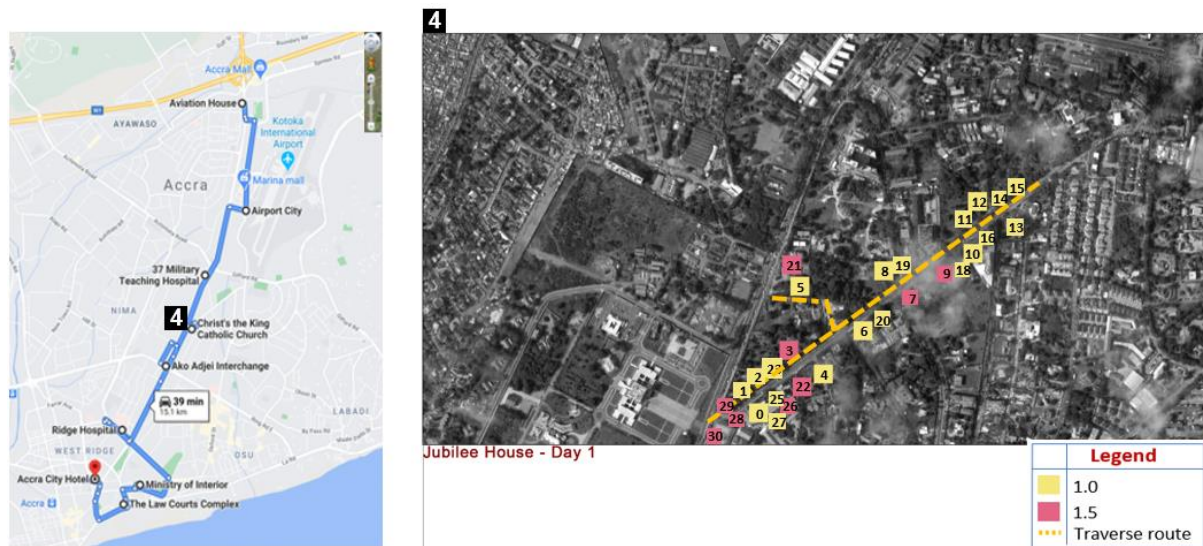 4
Accra Mall
Aviation House
AYAWASO
Kotoka
International
Airport
Accra
Marina mall
Airport City
37 Military
Teaching Hospital
NIMA
4
Christ's the King
Catholic Church
Ako Adjei Interchange
39 min
15.1 km
LABADI
Ridge Hospital
WEST RIDGE
OSU
Accra City Hotel
Ministry of Interior
The Law Courts Complex
Accra
15
12
14
11
13
16
10
21
19
8
18
9
5
7
20
6
3
2
4
22
1
25
29
26
0
28
27
30
Jubilee House - Day 1
Legend
1.0
1.5
Traverse route